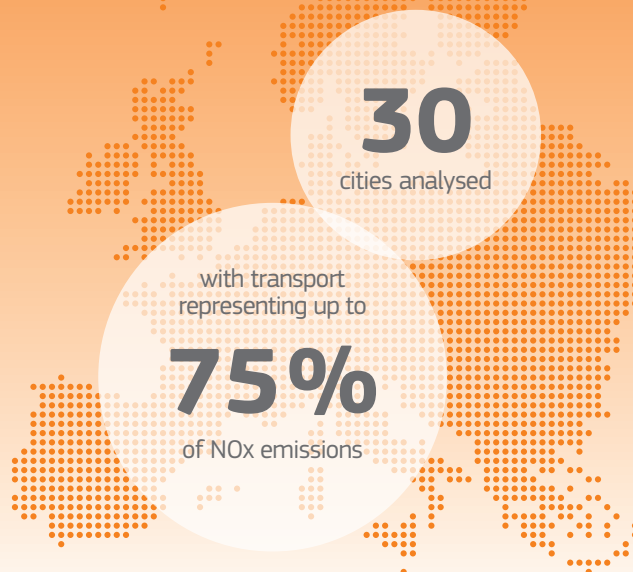 30
cities analysed
with transport
representing up to
75%
of NOx emissions